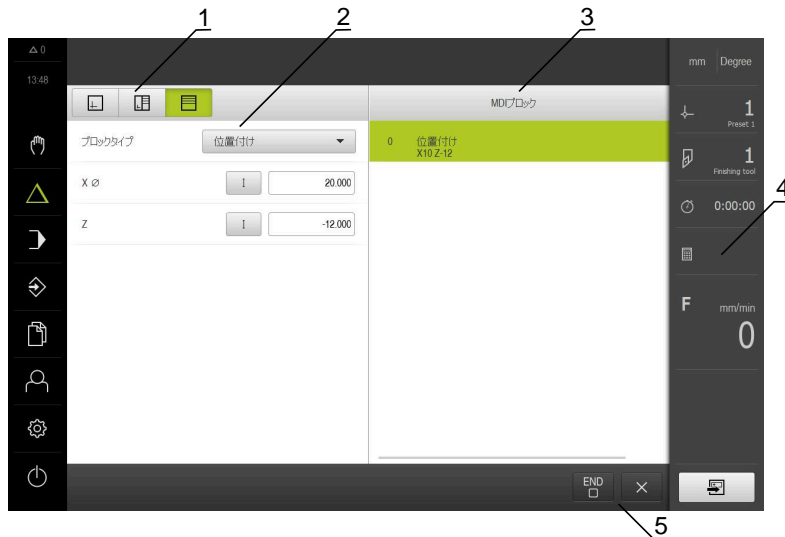 1
2
3
0
13:48
mm
Degree
MDIブロック
1
Preset 1
ブロックタイプ
位置付け
0
位置付け
X10 Z-12
1
Finishing tool
X ⌀
I
20.000
4
0:00:00
Z
I
-12.000
F
mm/min
0
END
5